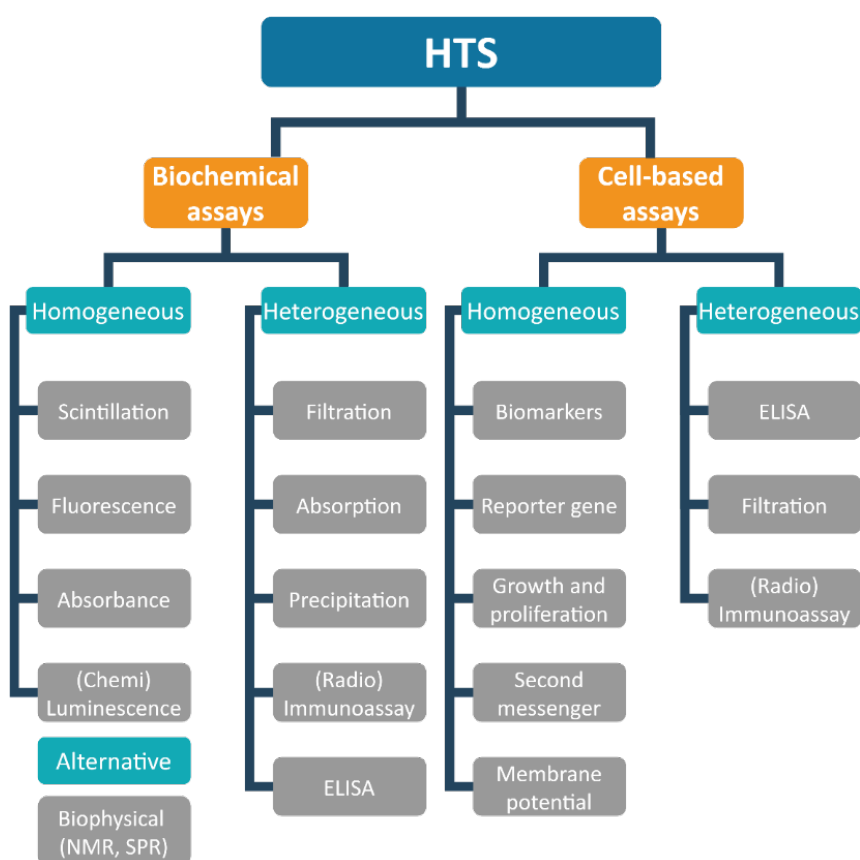 HTS
Biochemical
assays
Cell-based
assays
Homogeneous
Heterogeneous
Homogeneous
Heterogeneous
Scintillation
Fluorescence
Absorbance
(Chemi)
Luminescence
Alternative
Biophysical
(NMR, SPR)
Filtration
Absorption
Precipitation
(Radio)
Immunoassay
ELISA
Biomarkers
Reporter gene
Growth and
proliferation
Second
messenger
Membrane
potential
ELISA
Filtration
(Radio)
Immunoassay